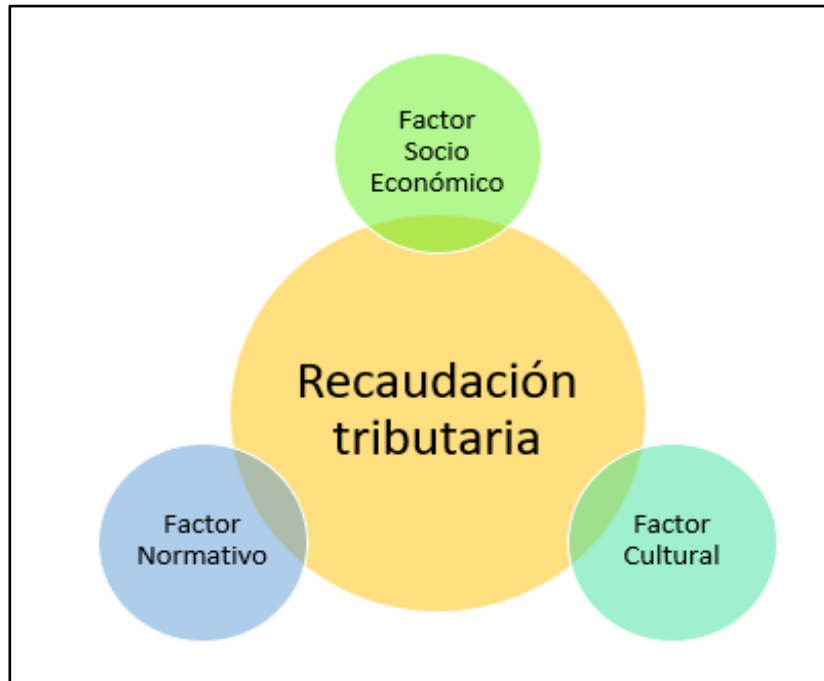 Factor
Socio
Económico
Recaudación
tributaria
Factor
Normativo
Factor
Cultural